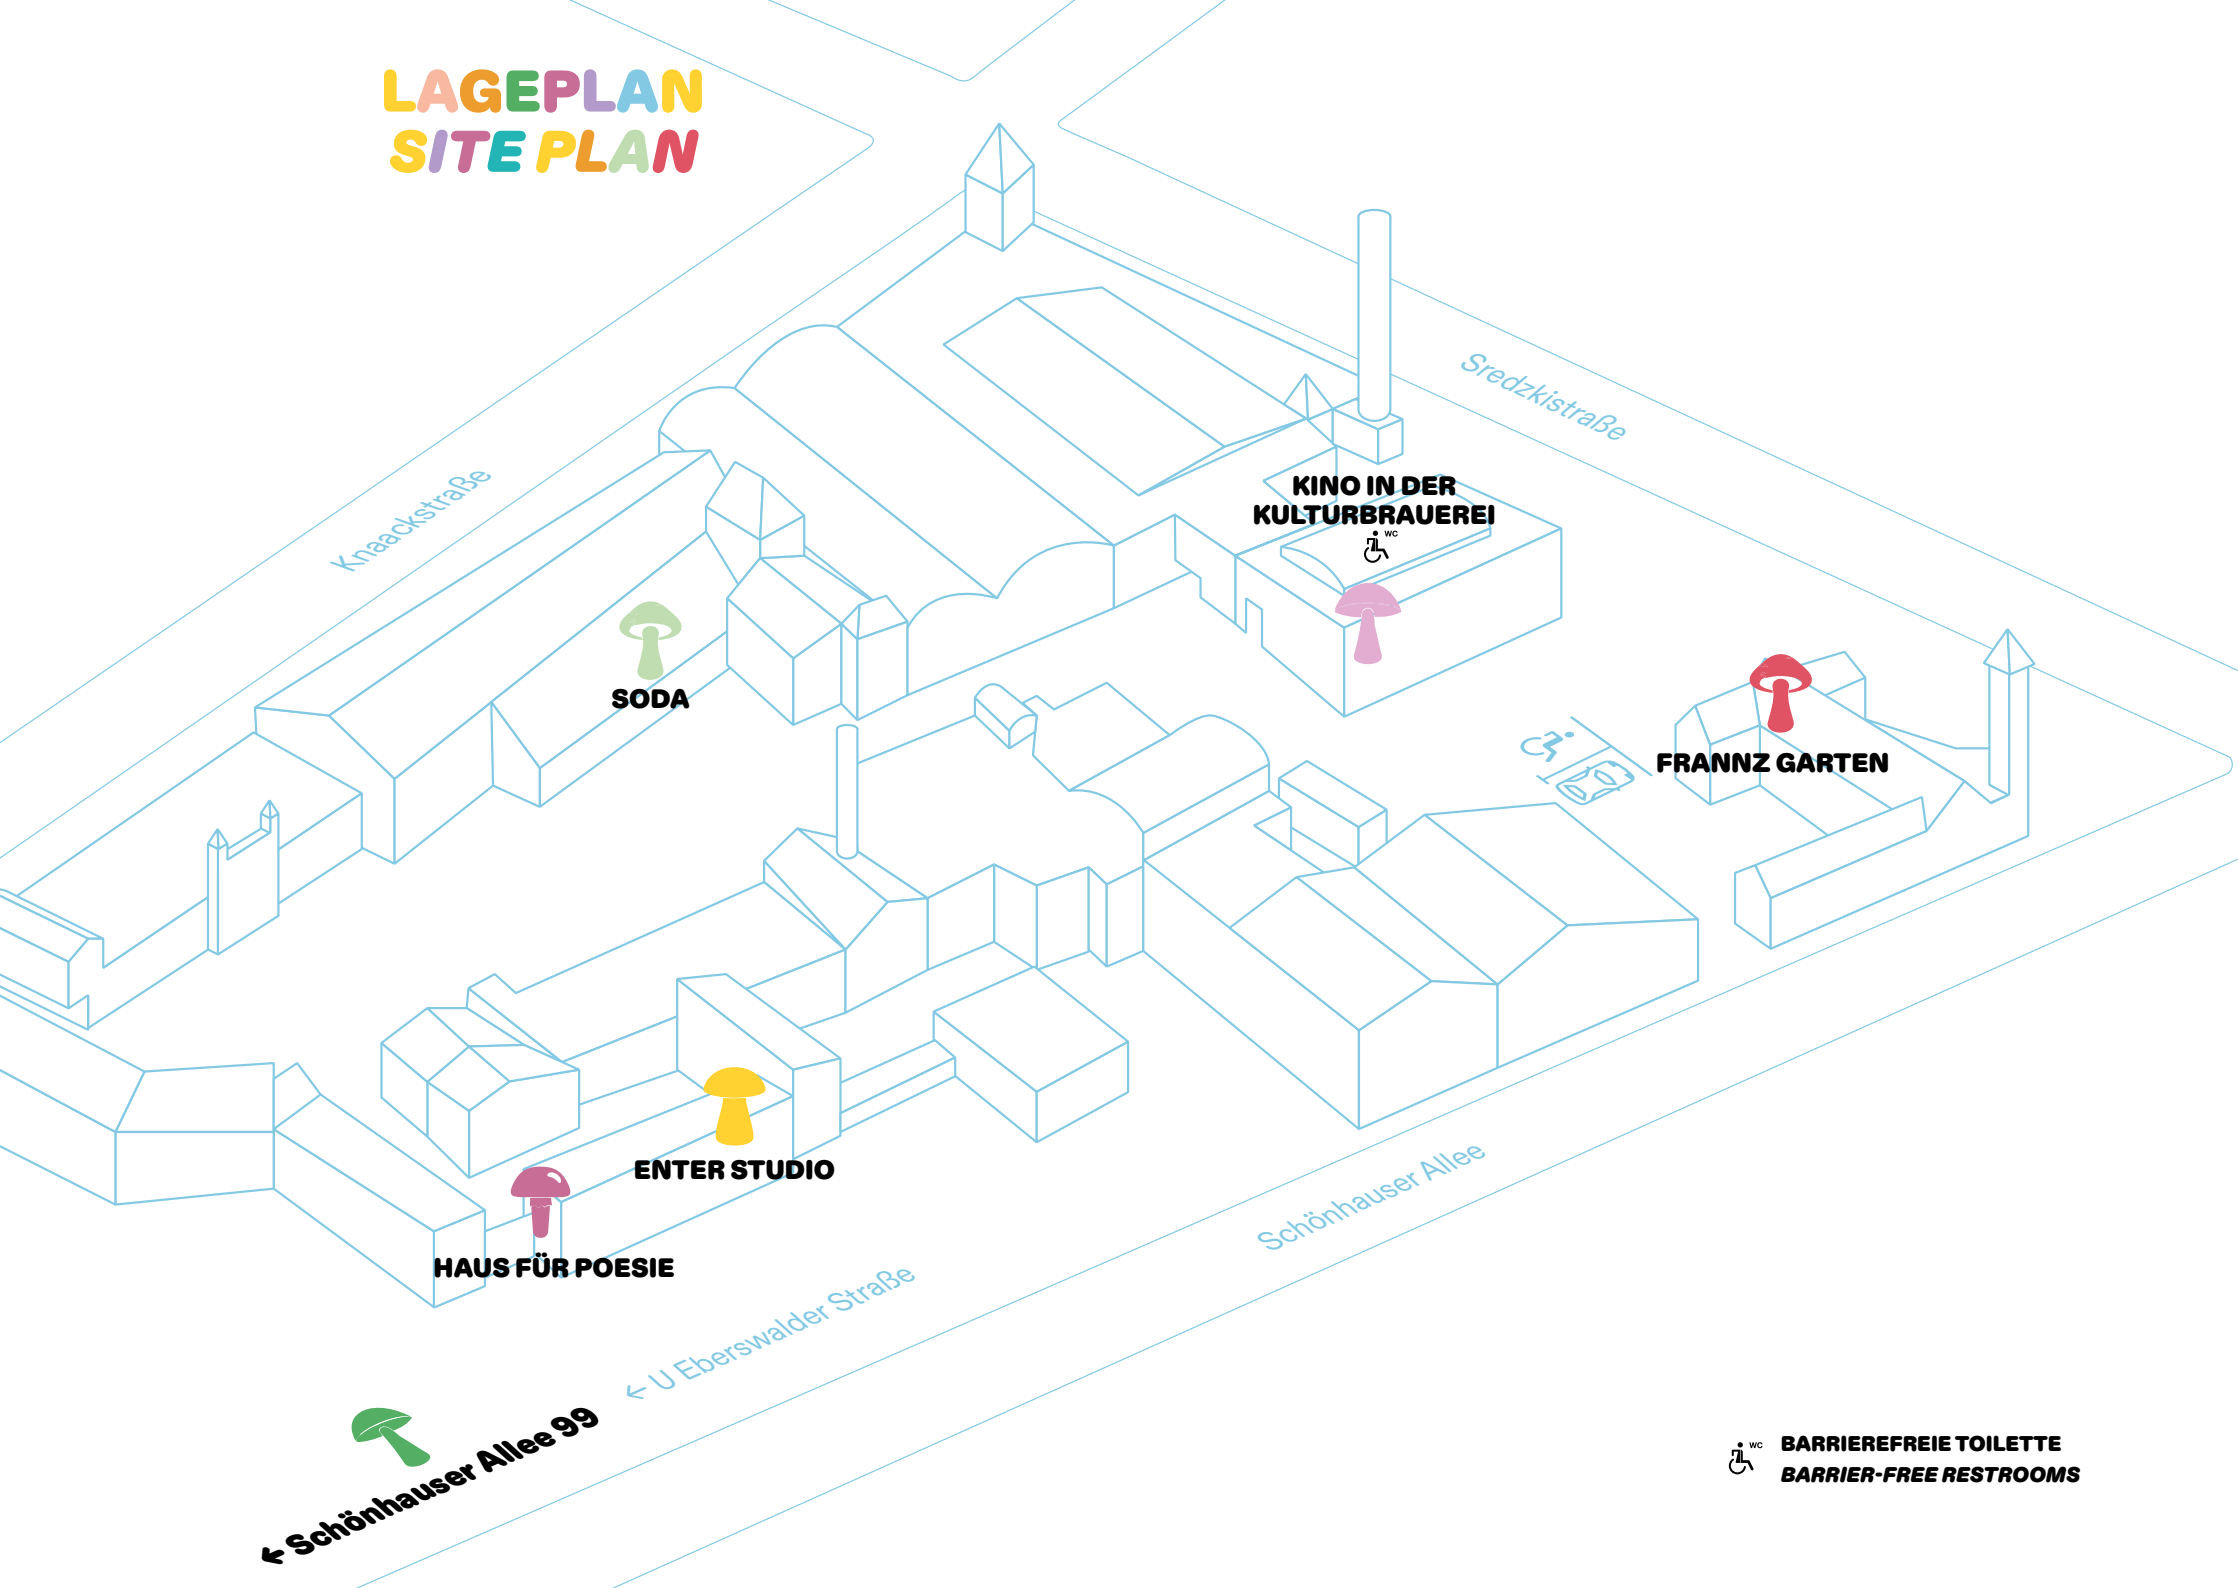 LAGEPLAN
SITE PLAN
Sredzkistraße
Knaackstraße
KINO IN DER
KULTURBRAUEREI
WC
SODA
FRANNZ GARTEN
ENTER STUDIO
HAUS FÜR POESIE
Schönhauser Allee
← U Eberswalder Straße
← Schönhauser Allee 99
WC
BARRIEREFREIE TOILETTE
BARRIER-FREE RESTROOMS